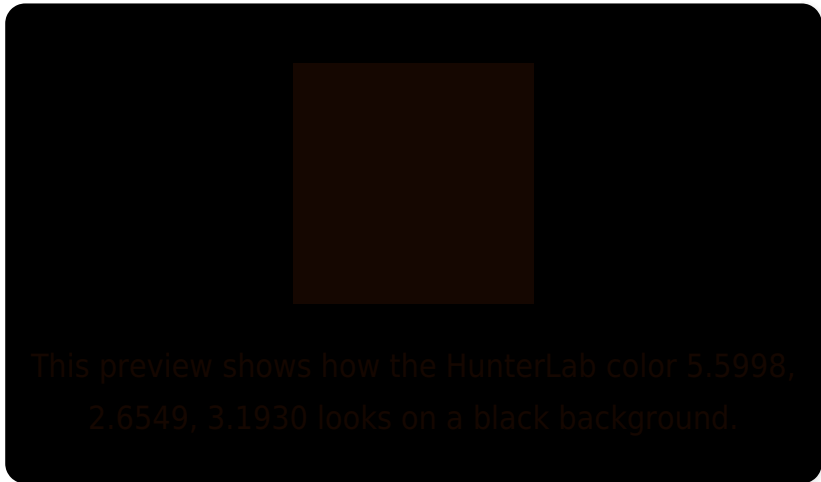 This preview shows how the HunterLab color 5.5998,
2.6549, 3.1930 looks on a black background.